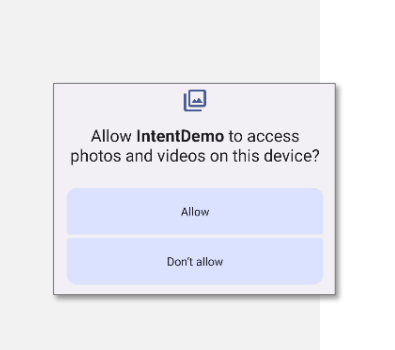 Allow IntentDemo to access
photos and videos on this device?
Allow
Don't allow